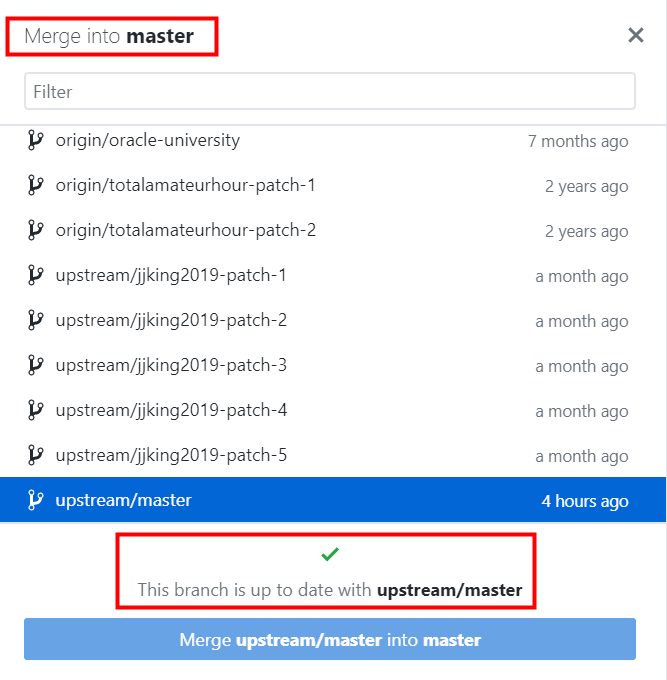 Merge into master
Filter
origin/oracle-university 7 months ago
origin/totalamateurhour-patch-1 2 years ago
origin/totalamateurhour-patch-2 2 years ago
upstream/jjking2019-patch-1 a month ago
upstream/jjking2019-patch-2 a month ago
upstream/jjking2019-patch-3 a month ago
upstream/jjking2019-patch-4 a month ago
upstream/jjking2019-patch-5 a month ago
upstream/master 4 hours ago
This branch is up to date with upstream/master
Merge upstream/master into master